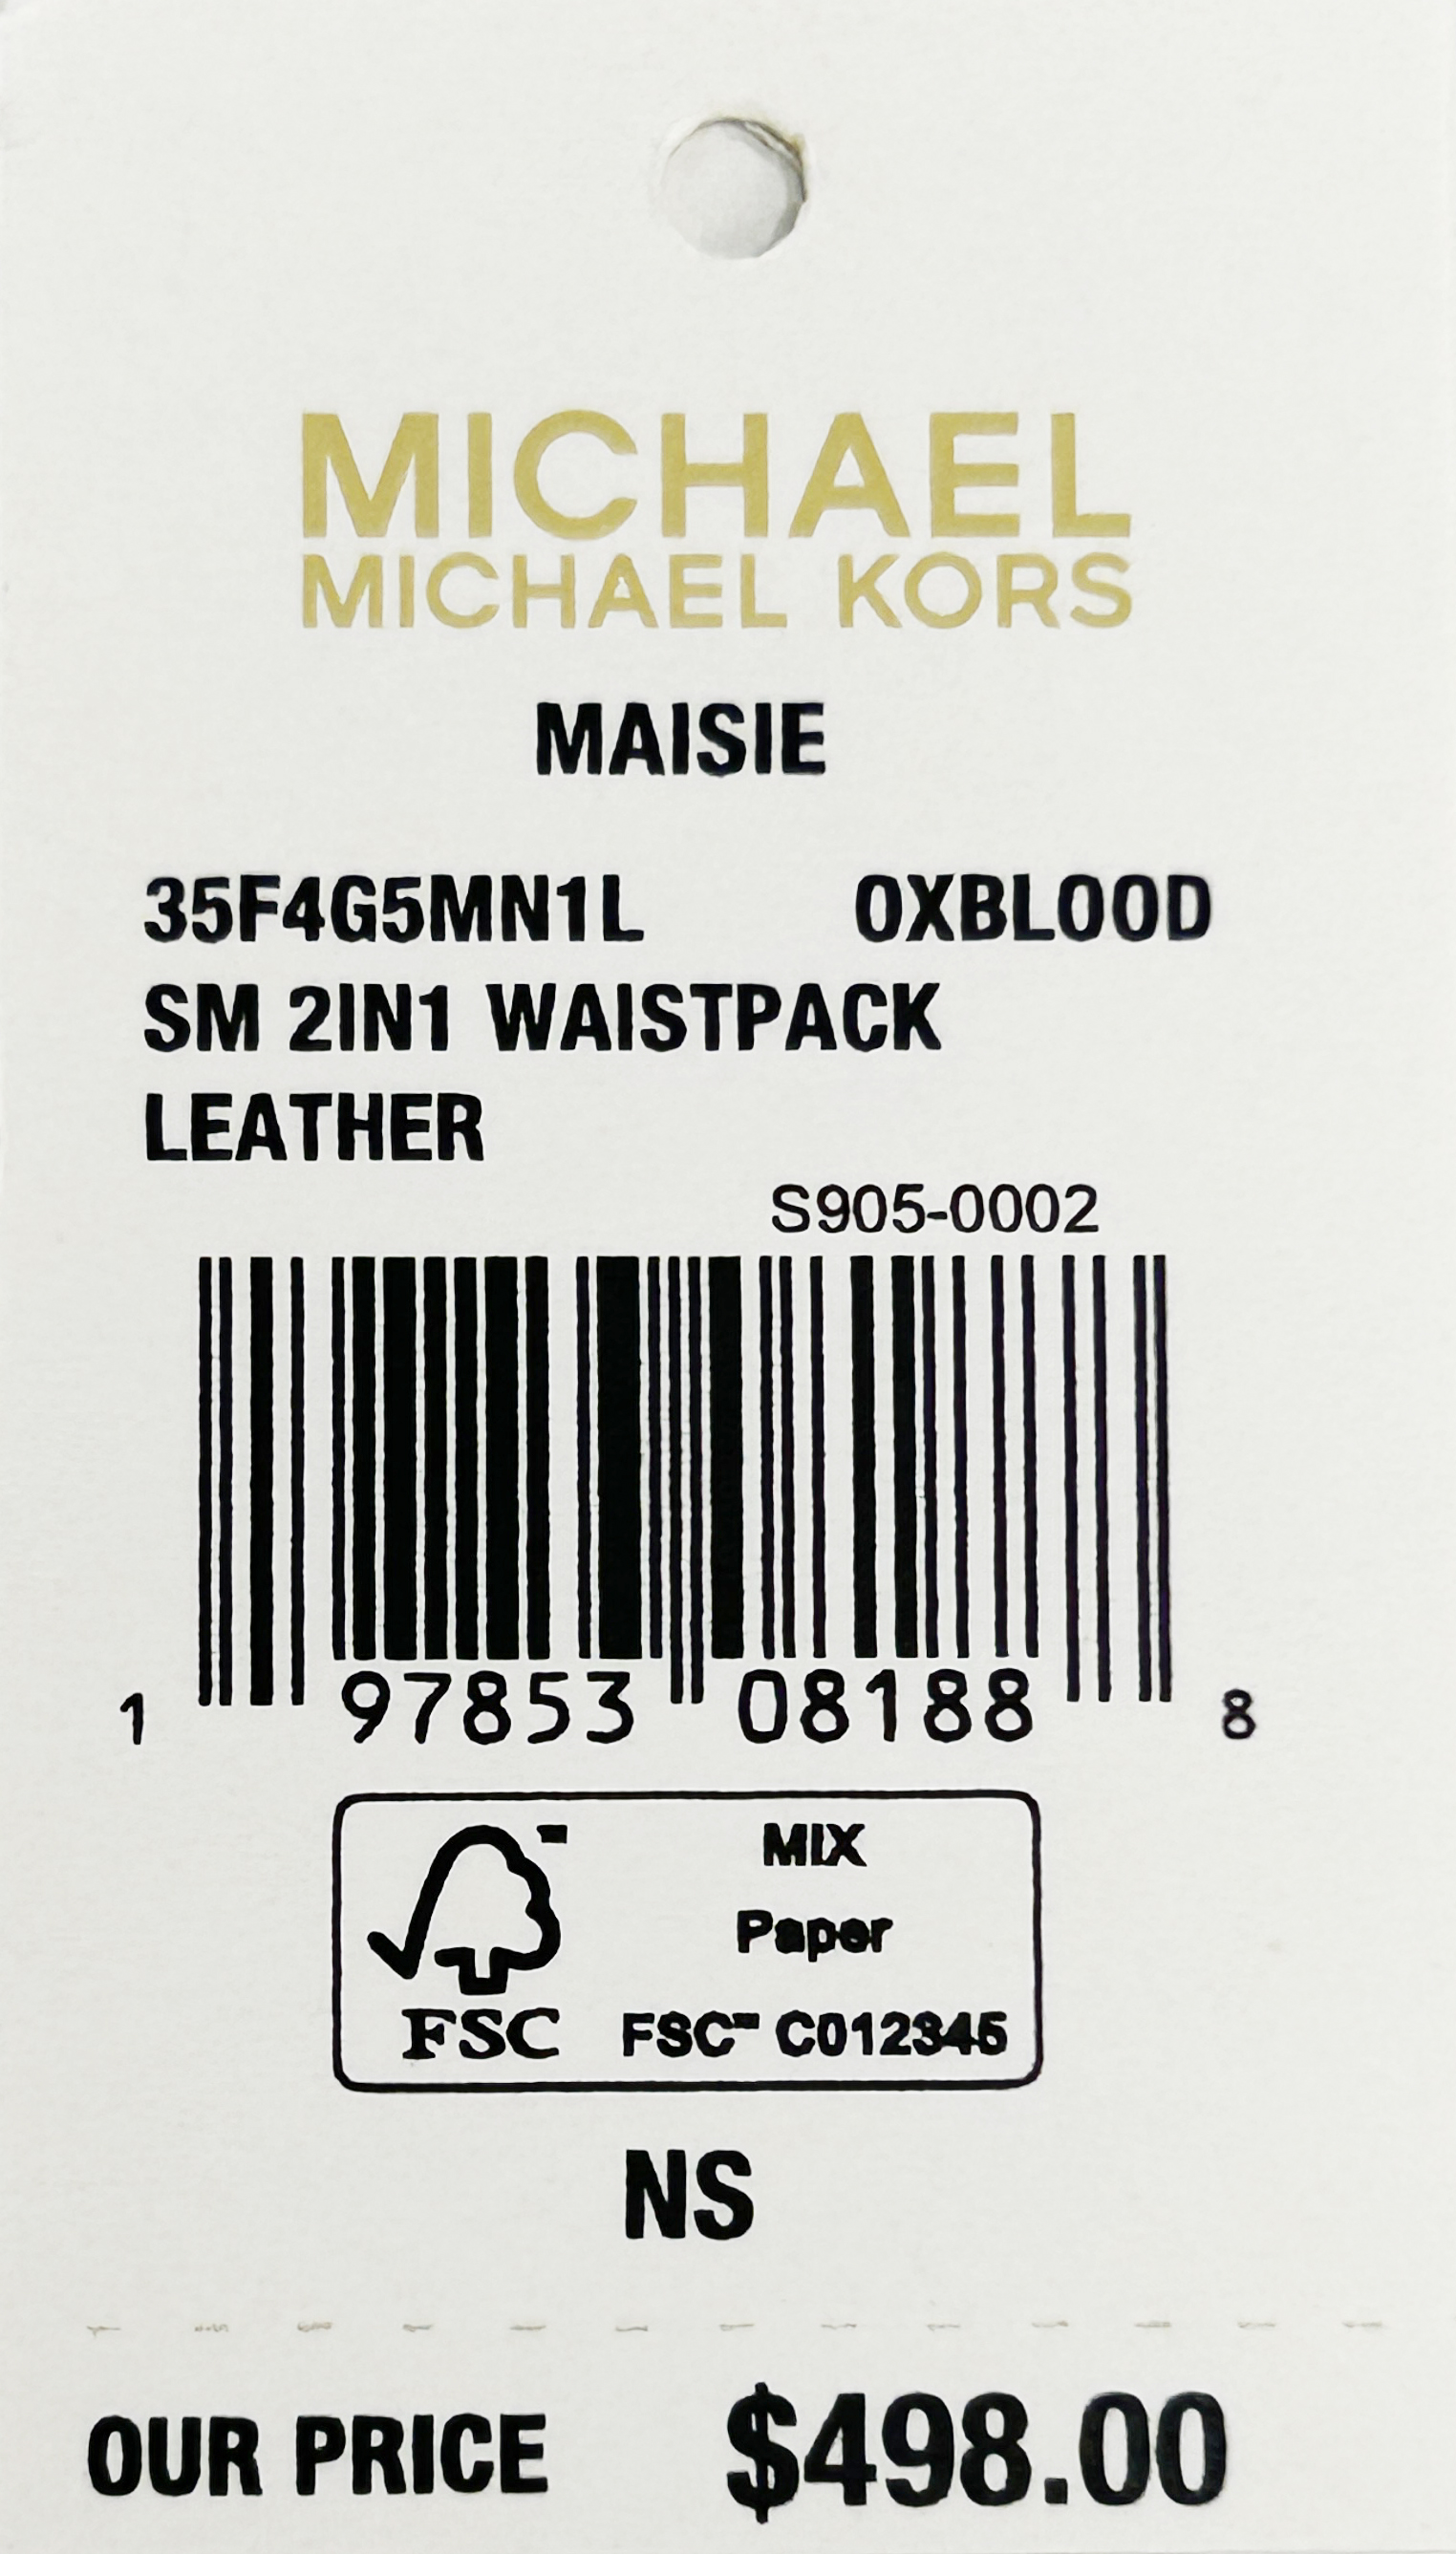 MICHAEL
MICHAEL KORS
MAISIE
35F4G5MN1L OXBLOOD
SM 2IN1 WAISTPACK
LEATHER
S905-0002
1 97853 08188 8
MIX
Paper
FSC FSC™ C012345
NS
OUR PRICE $498.00